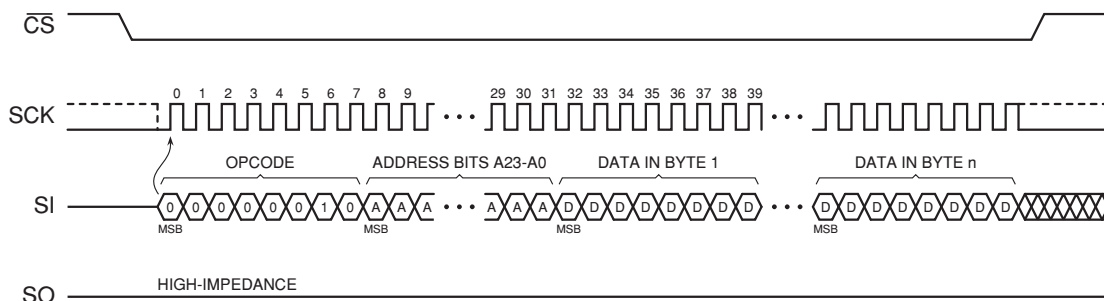 CS
0 1 2 3 4 5 6 7 8 9 29 30 31 32 33 34 35 36 37 38 39
SCK
OPCODE ADDRESS BITS A23-A0 DATA IN BYTE 1 DATA IN BYTE n
SI 0 0 0 0 0 0 1 0 A A A A A A D D D D D D D D D D D D D D D D
MSB MSB MSB MSB
HIGH-IMPEDANCE
SO